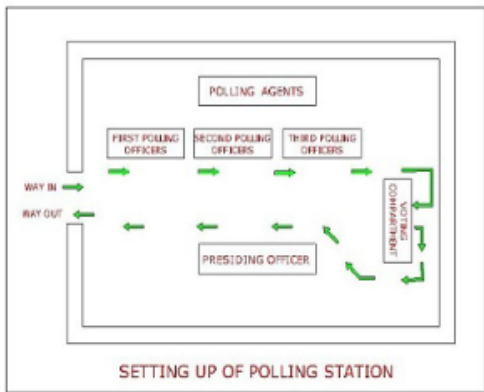 POLLING AGENTS
FIRST POLLING
OFFICERS
SECOND POLLING
OFFICERS
THIRD POLLING
OFFICERS
WAY IN
WAY OUT
VOTING
COMPARTMENT
PRESIDING OFFICER
SETTING UP OF POLLING STATION